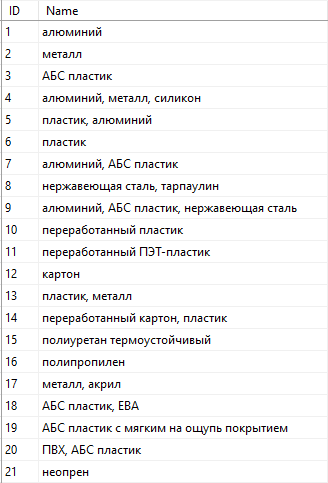 ID Name
1 алюминий
2 металл
3 АБС пластик
4 алюминий, металл, силикон
5 пластик, алюминий
6 пластик
7 алюминий, АБС пластик
8 нержавеющая сталь, тарпаулин
9 алюминий, АБС пластик, нержавеющая сталь
10 переработанный пластик
11 переработанный ПЭТ-пластик
12 картон
13 пластик, металл
14 переработанный картон, пластик
15 полиуретан термоустойчивый
16 полипропилен
17 металл, акрил
18 АБС пластик, ЕВА
19 АБС пластик с мягким на ощупь покрытием
20 ПВХ, АБС пластик
21 неопрен